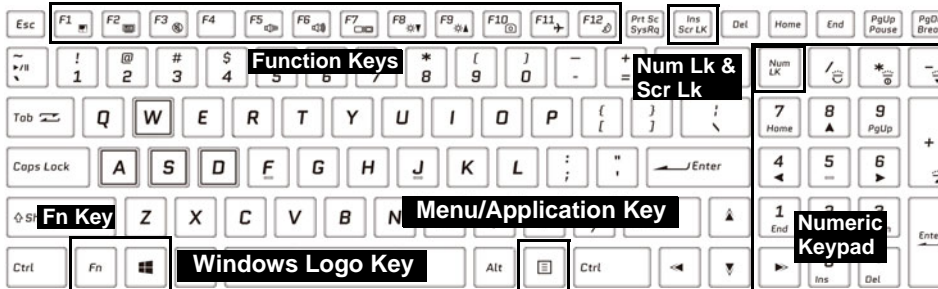 Esc F1 F2 F3 F4 F5 F6 F7 F8 F9 F10 F11 F12 Prt Sc SysRq Ins Scr LK Del Home End PgUp Pause
~ ! 1 @ 2 # 3 $ 4 Function Keys * 8 ( 9 ) 0 - + Num Lk & Scr Lk Num LK / * -
Tab Q W E R T Y U I O P { [ } ] ¦ \ 7 Home 8 9 PgUp
Caps Lock A S D F G H J K L : ; " ' Enter 4 5 6 +
Fn Key Z X C V B N Menu/Application Key 1 End Numeric Keypad
Ctrl Fn Windows Logo Key Alt Ctrl Ins Del